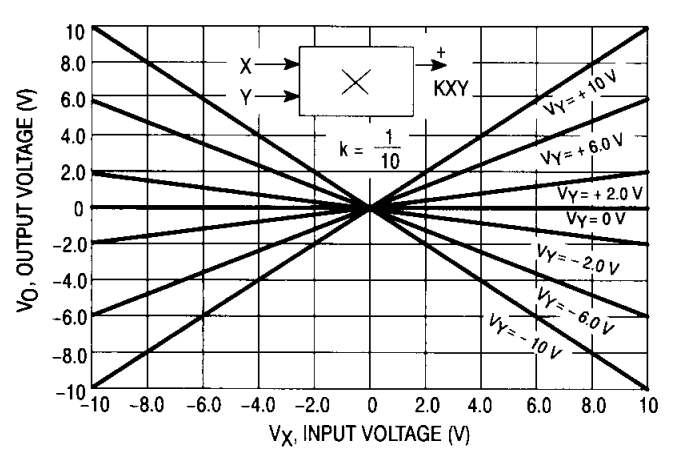 10
8.0
6.0
4.0
2.0
0
−2.0
−4.0
−6.0
−8.0
−10
VO, OUTPUT VOLTAGE (V)
X
Y
+
KXY
k = 1
10
VY = + 10 V
VY = + 6.0 V
VY = + 2.0 V
VY = 0 V
VY = − 2.0 V
VY = − 6.0 V
VY = − 10 V
−10 −8.0 −6.0 −4.0 −2.0 0 2.0 4.0 6.0 8.0 10
VX, INPUT VOLTAGE (V)